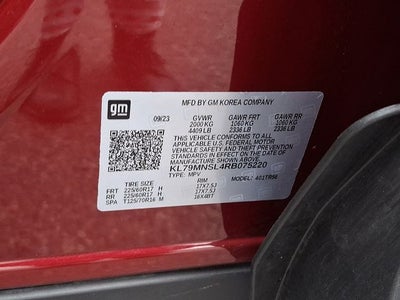 gm
MFD BY GM KOREA COMPANY
09/23 GVWR GAWR FRT GAWR RR
2000 KG 1060 KG 1060 KG
4409 LB 2336 LB 2336 LB
THIS VEHICLE CONFORMS TO ALL
APPLICABLE U.S. FEDERAL MOTOR
VEHICLE SAFETY AND THEFT PREVENTION
STANDARDS IN EFFECT ON THE DATE OF
MANUFACTURE SHOWN ABOVE.
KL79MNSL4RB075220
TYPE: MPV MODEL:
TIRE SIZE RIM
FRT 225/60R17 H 17X7.5J
RR 225/60R17 H 17X7.5J
SPA T125/70R16 M 16X4BT